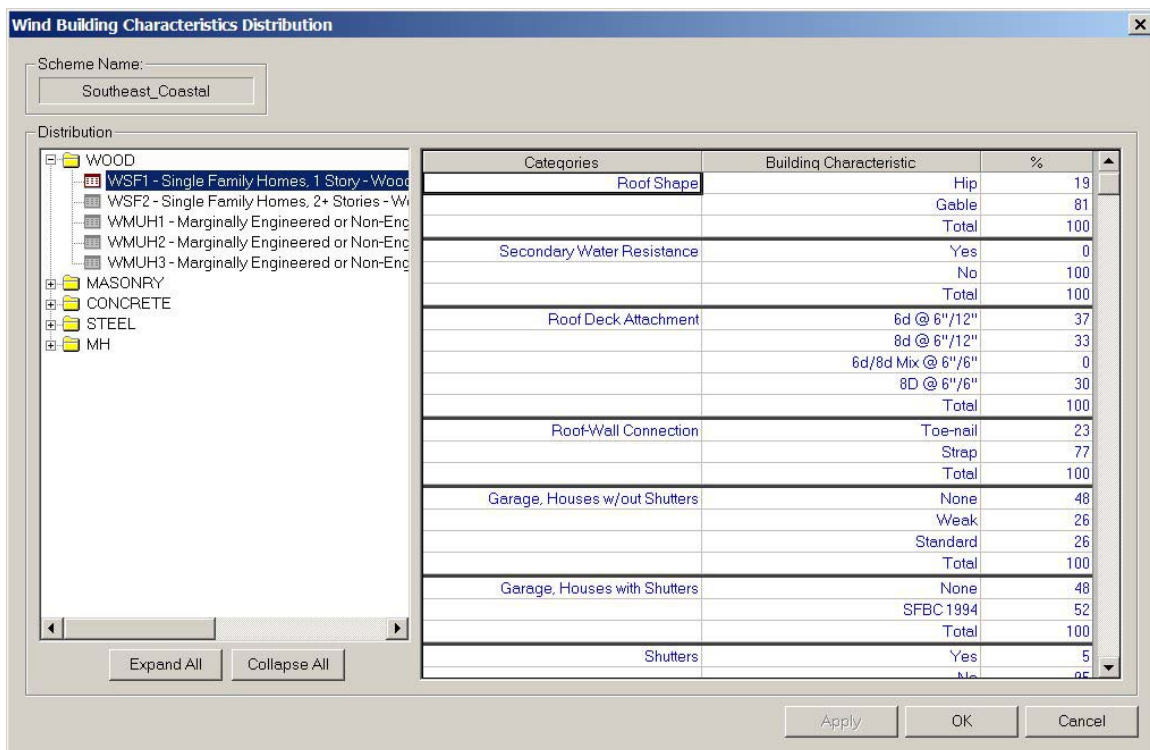 Wind Building Characteristics Distribution
Scheme Name:
Southeast_Coastal
Distribution
WOOD
WSF1 - Single Family Homes, 1 Story - Wood
WSF2 - Single Family Homes, 2+ Stories -
WMUH1 - Marginally Engineered or Non-Eng
WMUH2 - Marginally Engineered or Non-Eng
WMUH3 - Marginally Engineered or Non-Eng
MASONRY
CONCRETE
STEEL
MH
Expand All Collapse All
Categories Building Characteristic %
Roof Shape Hip 19
Gable 81
Total 100
Secondary Water Resistance Yes 0
No 100
Total 100
Roof Deck Attachment 6d @ 6"/12" 37
8d @ 6"/12" 33
6d/8d Mix @ 6"/6" 0
8D @ 6"/6" 30
Total 100
Roof-Wall Connection Toe-nail 23
Strap 77
Total 100
Garage, Houses w/out Shutters None 48
Weak 26
Standard 26
Total 100
Garage, Houses with Shutters None 48
SFBC 1994 52
Total 100
Shutters Yes 5
No 95
Apply OK Cancel